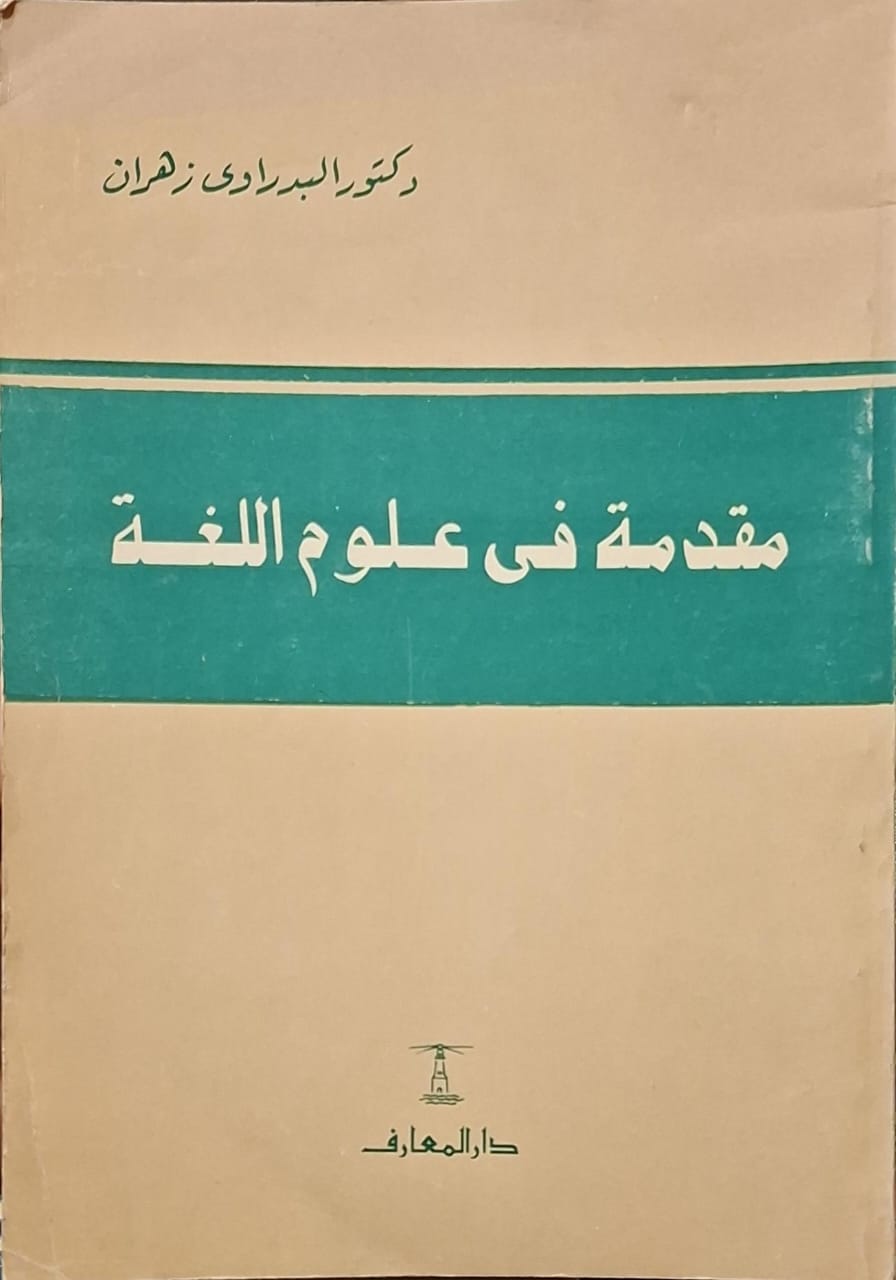 دكتور البدراوى زهران
مقدمة فى علوم اللغة
دار المعارف